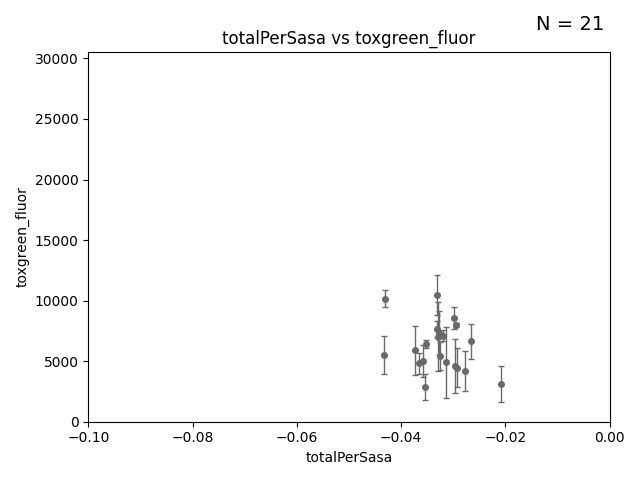 N = 21
totalPerSasa vs toxgreen_fluor
30000
25000
20000
15000
10000
5000
0
toxgreen_fluor
−0.10 −0.08 −0.06 −0.04 −0.02 0.00
totalPerSasa